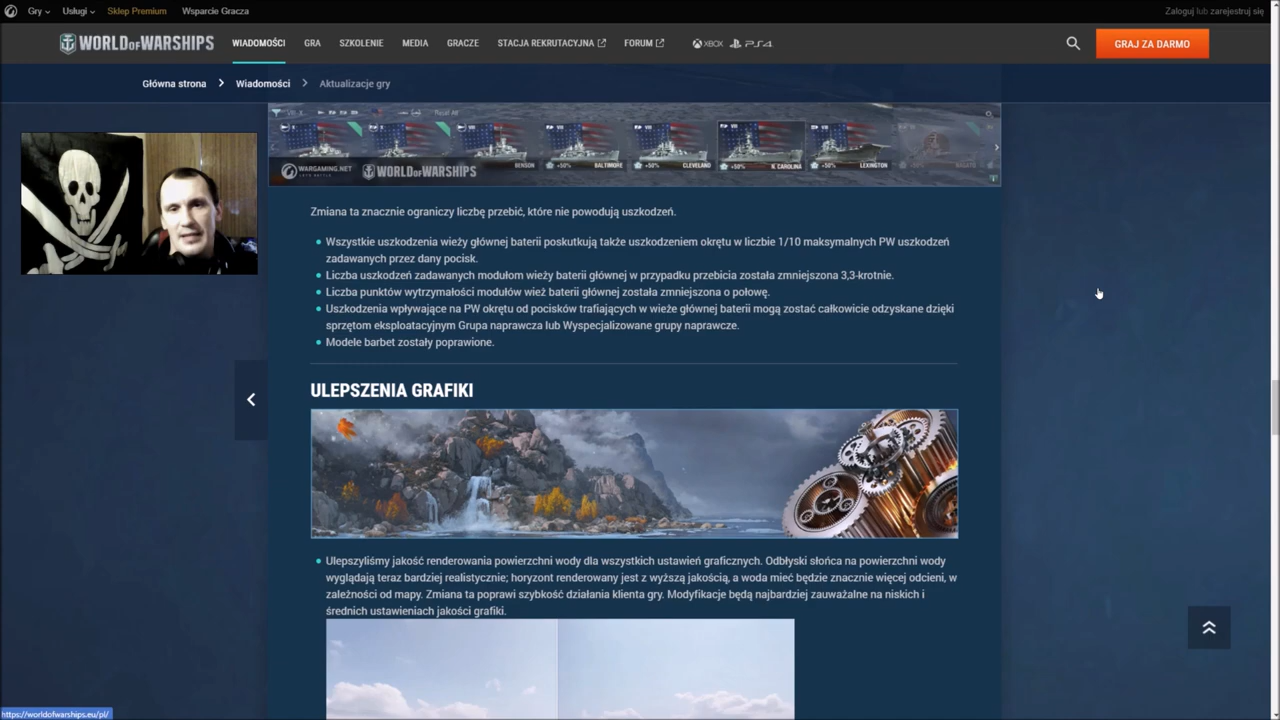 Gry
Usługi
Sklep Premium
Wsparcie Gracza
Zaloguj lub zarejestruj się
WORLD OF WARSHIPS
WIADOMOŚCI
GRA
SZKOLENIE
MEDIA
GRACZE
STACJA REKRUTACYJNA
FORUM
XBOX
PS4
GRAJ ZA DARMO
Główna strona
Wiadomości
Aktualizacje gry
BENSON
+50% BALTIMORE
+50% CLEVELAND
+50% N. CAROLINA
+50% LEXINGTON
WARGAMING.NET
LET'S BATTLE
WORLD OF WARSHIPS
Zmiana ta znacznie ograniczy liczbę przebić, które nie powodują uszkodzeń.
Wszystkie uszkodzenia wieży głównej baterii poskutkują także uszkodzeniem okrętu w liczbie 1/10 maksymalnych PW uszkodzeń
zadawanych przez dany pocisk.
Liczba uszkodzeń zadawanych modułom wieży baterii głównej w przypadku przebicia została zmniejszona 3,3-krotnie.
Liczba punktów wytrzymałości modułów wież baterii głównej została zmniejszona o połowę.
Uszkodzenia wpływające na PW okrętu od pocisków trafiających w wieże głównej baterii mogą zostać całkowicie odzyskane dzięki
sprzętom eksploatacyjnym Grupa naprawcza lub Wyspecjalizowane grupy naprawcze.
Modele barbet zostały poprawione.
ULEPSZENIA GRAFIKI
Ulepszyliśmy jakość renderowania powierzchni wody dla wszystkich ustawień graficznych. Odbłyski słońca na powierzchni wody
wyglądają teraz bardziej realistycznie; horyzont renderowany jest z wyższą jakością, a woda mieć będzie znacznie więcej odcieni, w
zależności od mapy. Zmiana ta poprawi szybkość działania klienta gry. Modyfikacje będą najbardziej zauważalne na niskich i
średnich ustawieniach jakości grafiki.
https://worldofwarships.eu/pl/